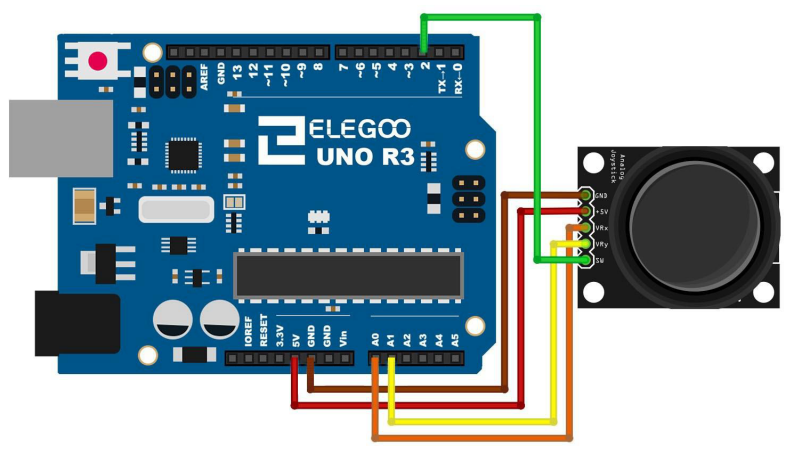 AREF
GND
13
12
~11
~10
~9
8
7
~6
~5
4
~3
2
TX→1
RX←0
ELEGOO
UNO R3
Analog
Joystick
GND
+5V
VRx
VRy
SW
IOREF
RESET
3.3V
5V
GND
GND
Vin
A0
A1
A2
A3
A4
A5